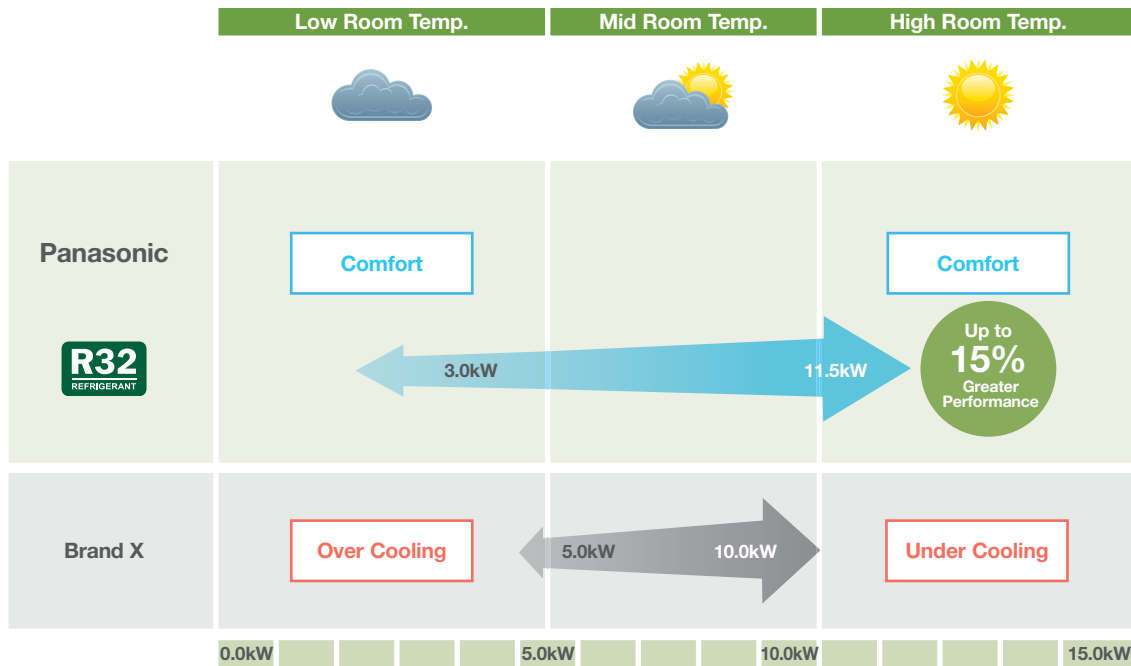 Low Room Temp.
Mid Room Temp.
High Room Temp.
Panasonic
R32
REFRIGERANT
Comfort
Comfort
3.0kW
11.5kW
Up to
15%
Greater
Performance
Brand X
Over Cooling
5.0kW
10.0kW
Under Cooling
0.0kW
5.0kW
10.0kW
15.0kW